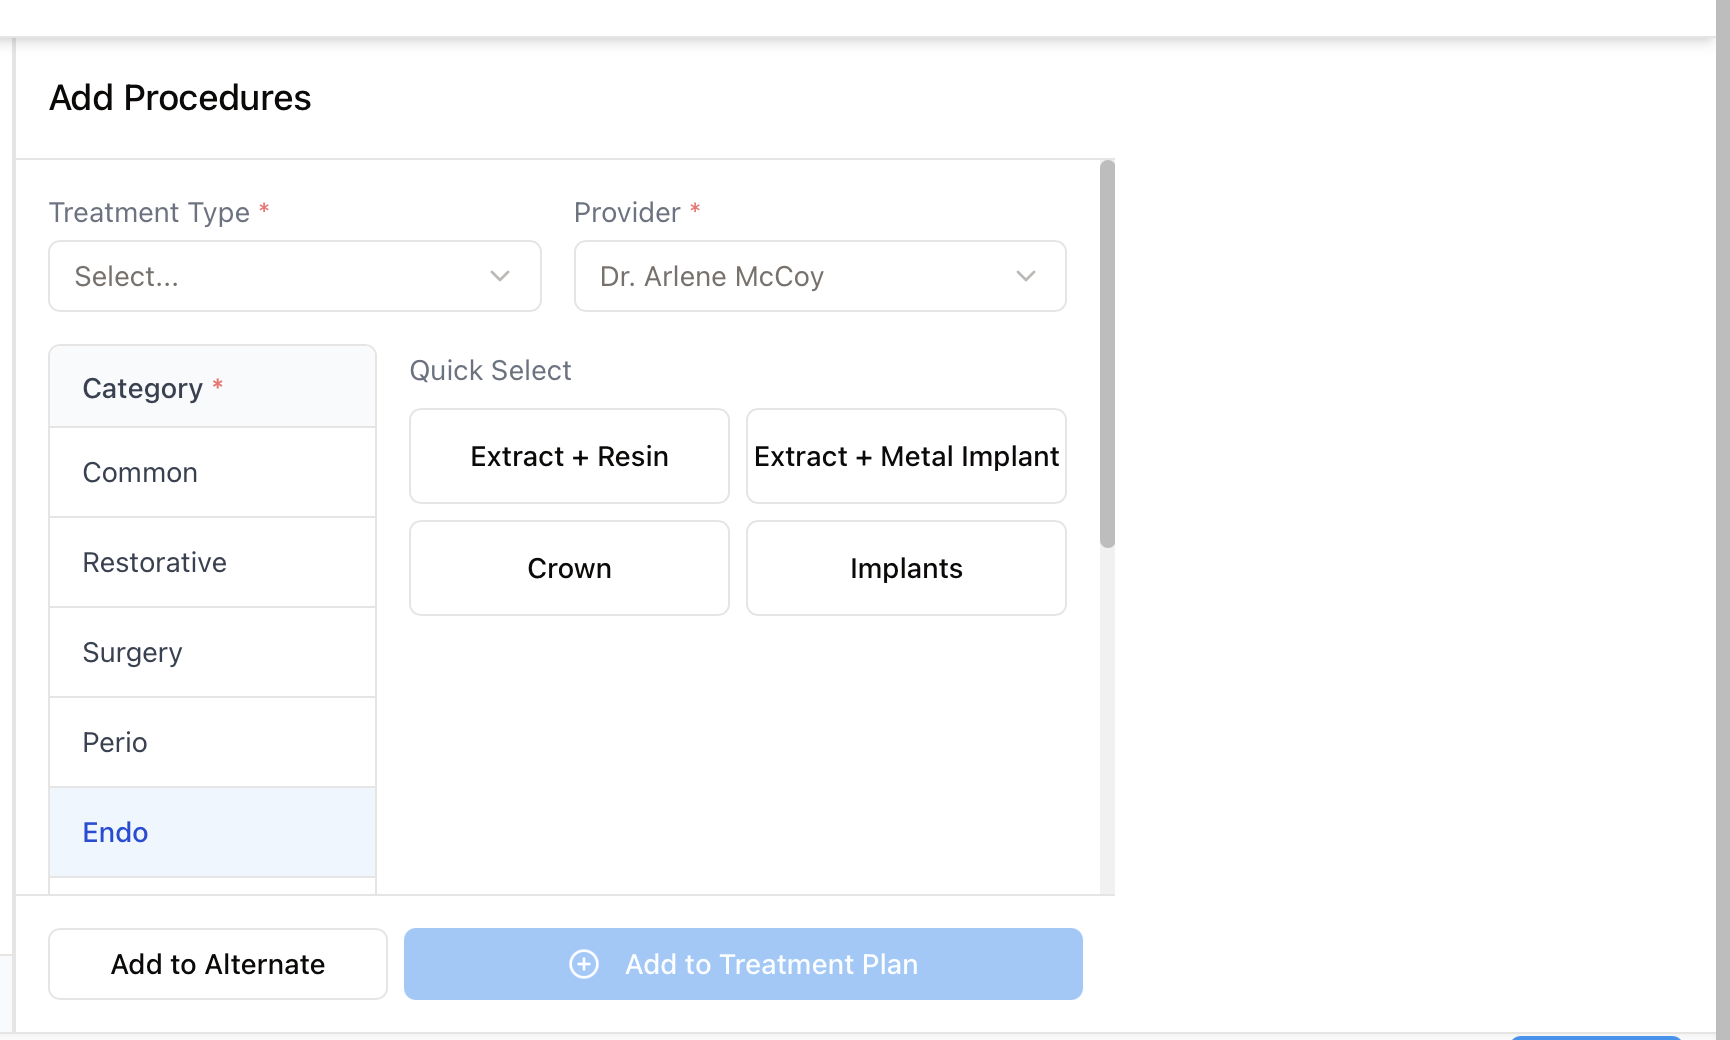 Add Procedures
Treatment Type *
Provider *
Select...
Dr. Arlene McCoy
Category *
Common
Restorative
Surgery
Perio
Endo
Quick Select
Extract + Resin
Extract + Metal Implant
Crown
Implants
Add to Alternate
Add to Treatment Plan